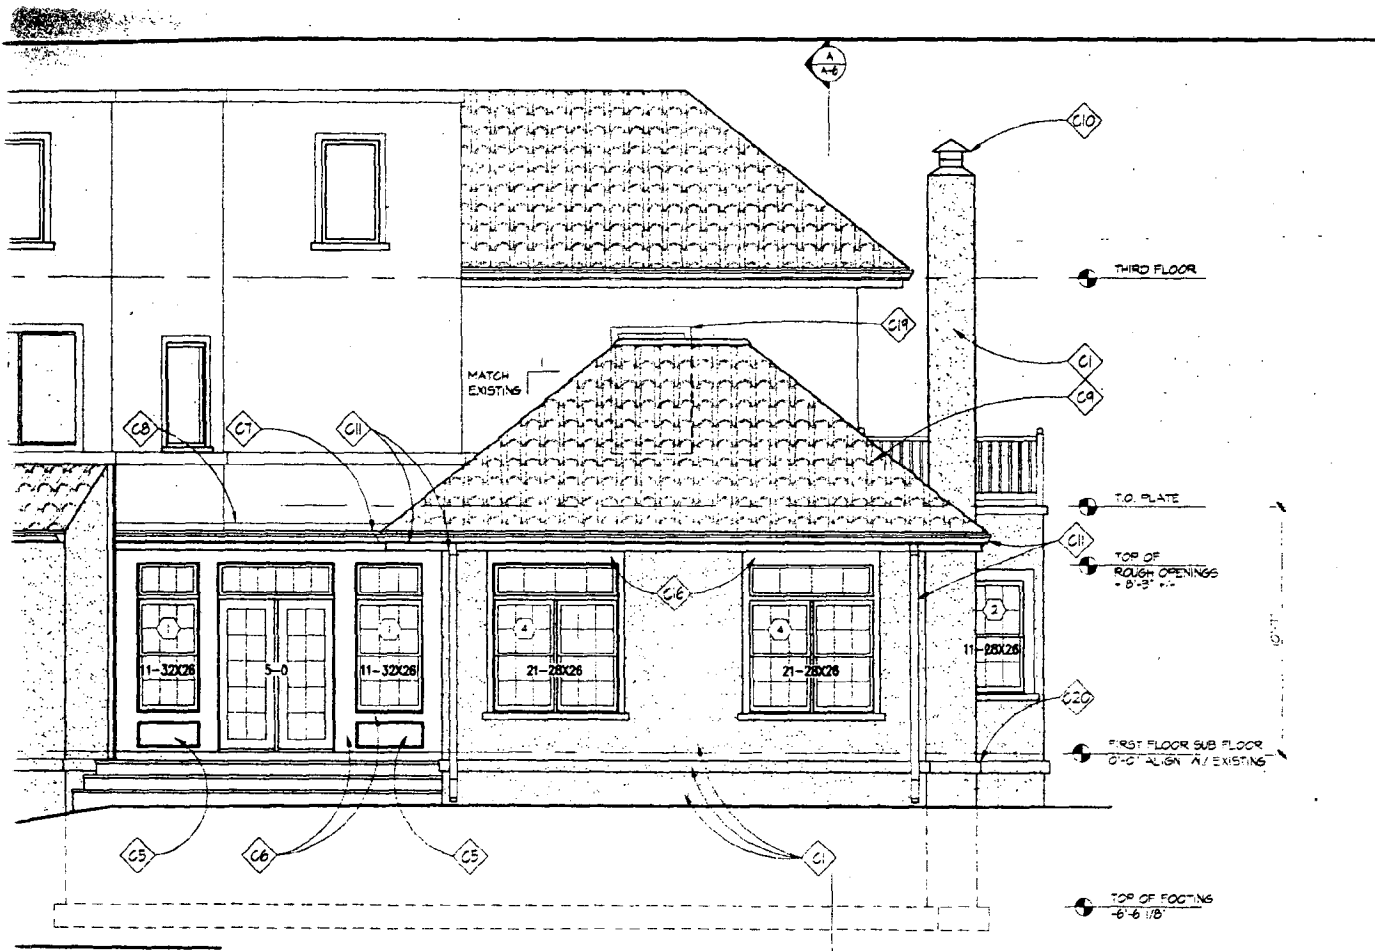 A
A-6
C10
THIRD FLOOR
C19
C1
MATCH
EXISTING
C9
C8
C7
C11
T.O. PLATE
C11
TOP OF
ROUGH OPENINGS
C16
1
1
4
4
2
11-32X26
5-0
11-32X26
21-28X26
21-28X26
11-28X26
C20
FIRST FLOOR SUB FLOOR
0'-0" ALIGN W/ EXISTING
C5
C6
C5
C1
TOP OF FOOTING
-6'-6 1/8"